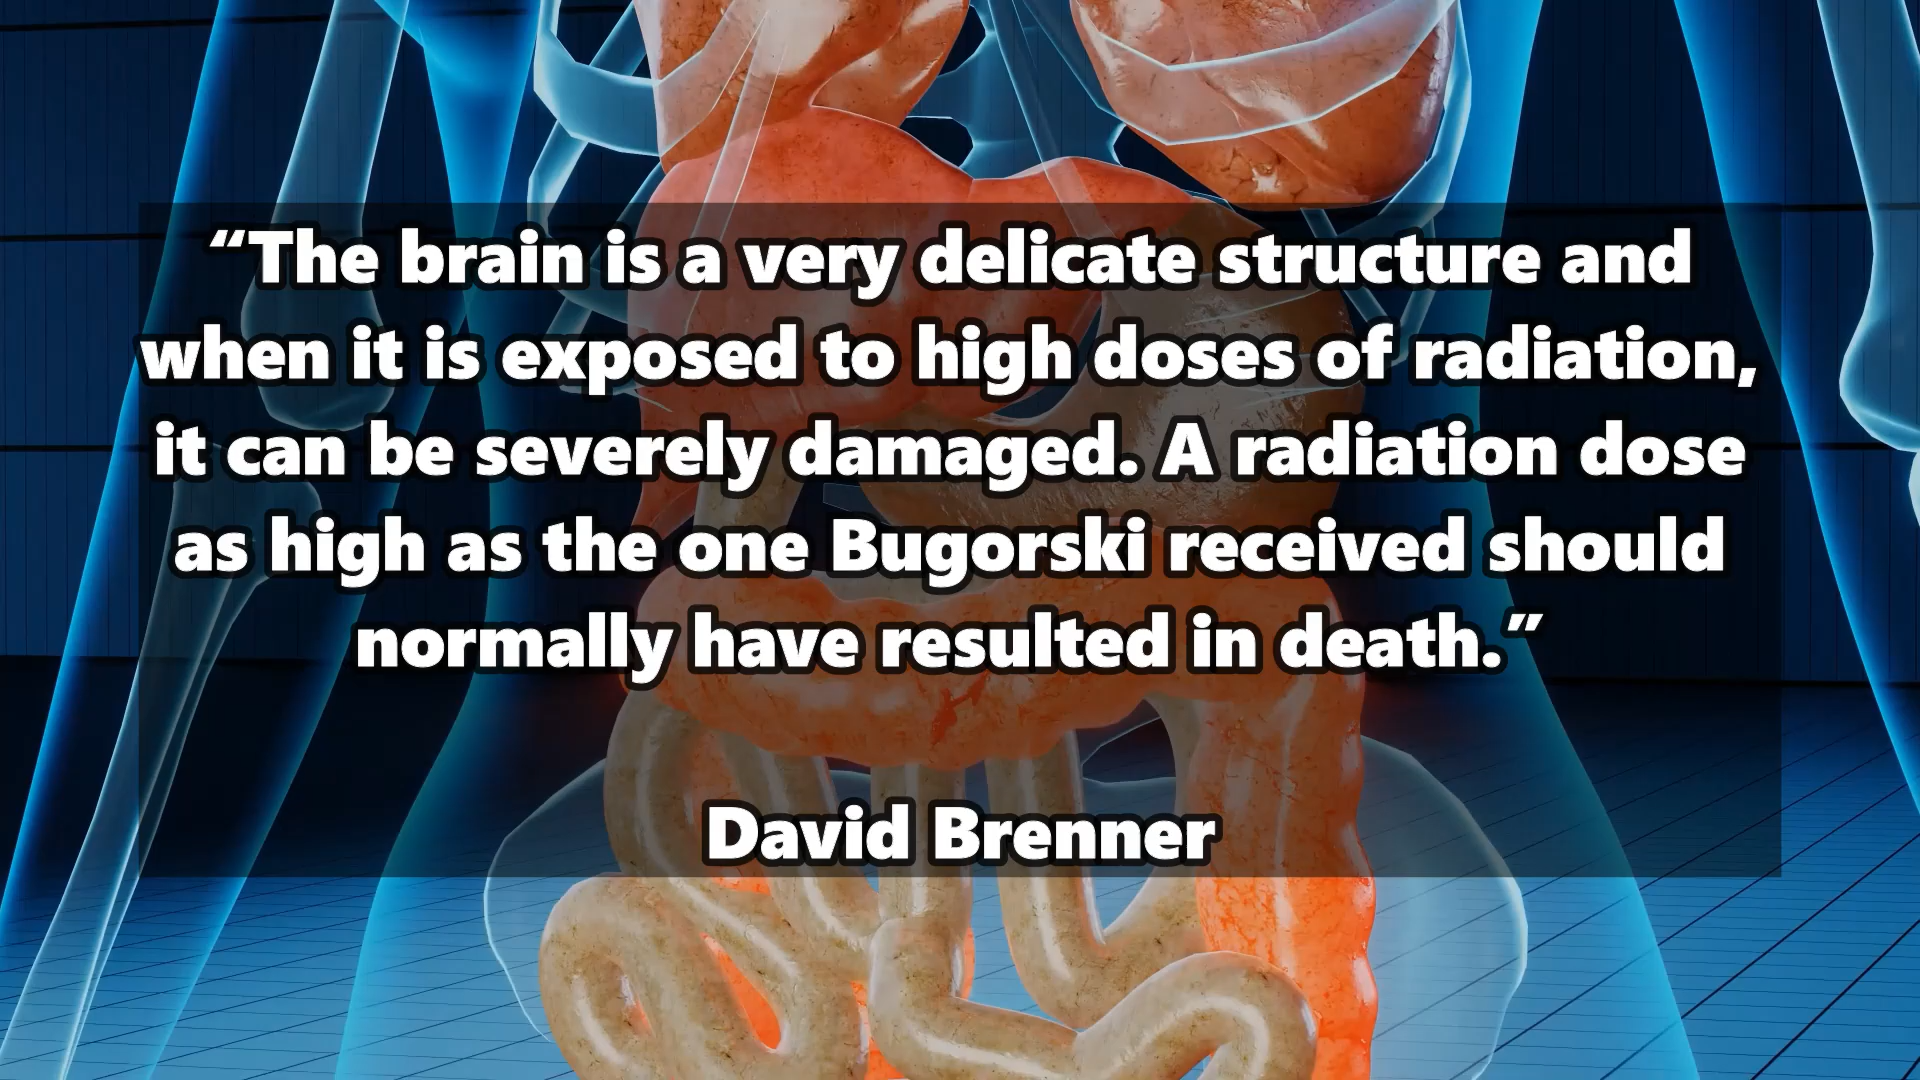 “The brain is a very delicate structure and
when it is exposed to high doses of radiation,
it can be severely damaged. A radiation dose
as high as the one Bugorski received should
normally have resulted in death.”
David Brenner